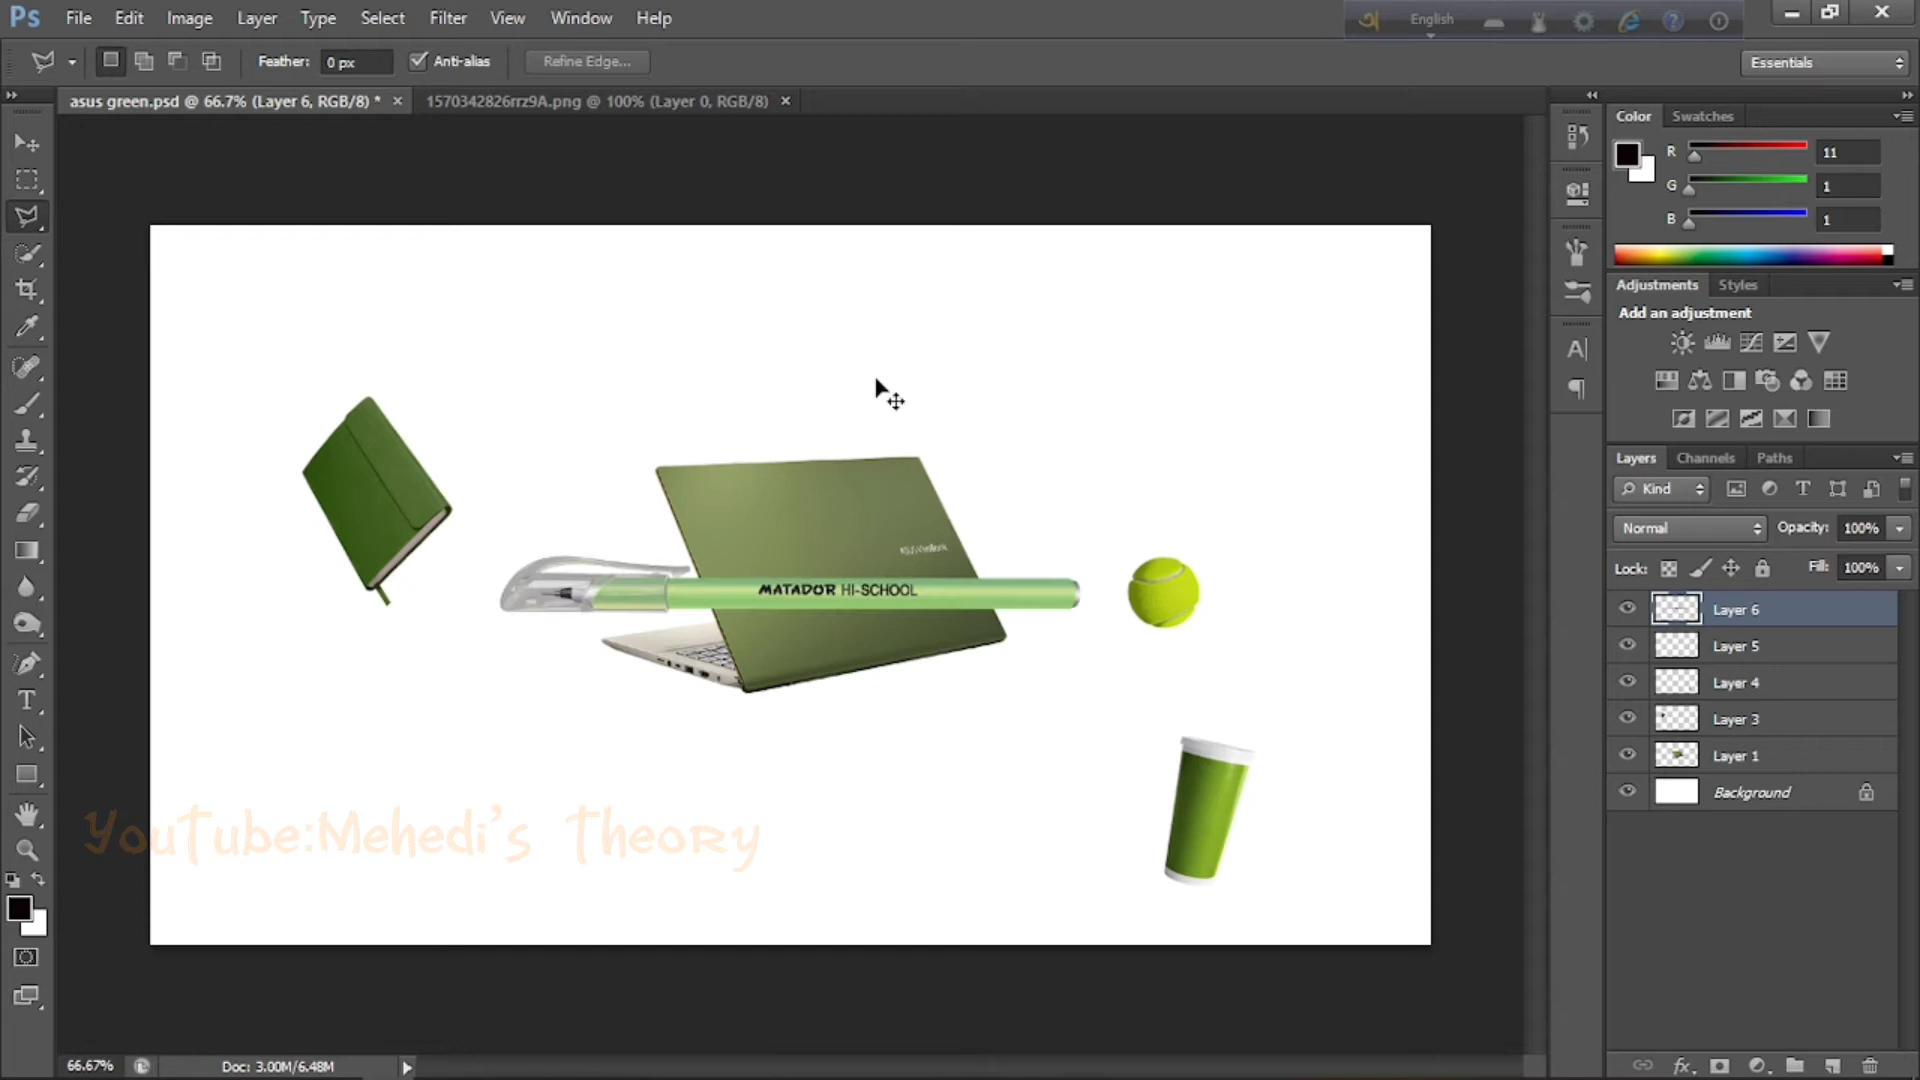 Ps File Edit Image Layer Type Select Filter View Window Help
English
Feather: 0 px Anti-alias Refine Edge... Essentials
asus green.psd @ 66.7% (Layer 6, RGB/8) * × 1570342826rrz9A.png @ 100% (Layer 0, RGB/8) ×
Color Swatches
R 11
G 1
B 1
Adjustments Styles
Add an adjustment
Layers Channels Paths
Kind
Normal Opacity: 100%
Lock: Fill: 100%
Layer 6
Layer 5
Layer 4
Layer 3
Layer 1
Background
MATADOR HI-SCHOOL
YouTube:Mehedi's Theory
66.67% Doc: 3.00M/6.48M